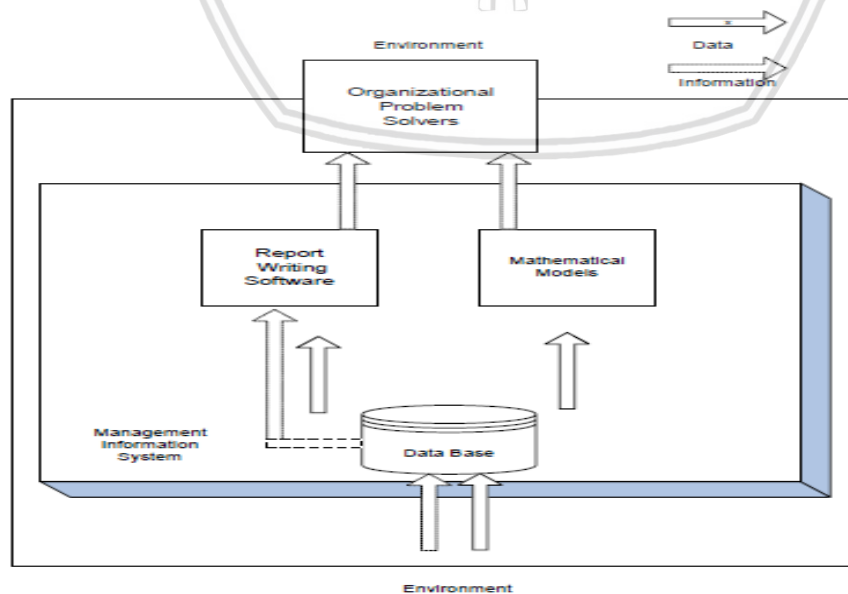 Environment
Data
Information
Organizational
Problem
Solvers
Report
Writing
Software
Mathematical
Models
Management
Information
System
Data Base
Environment